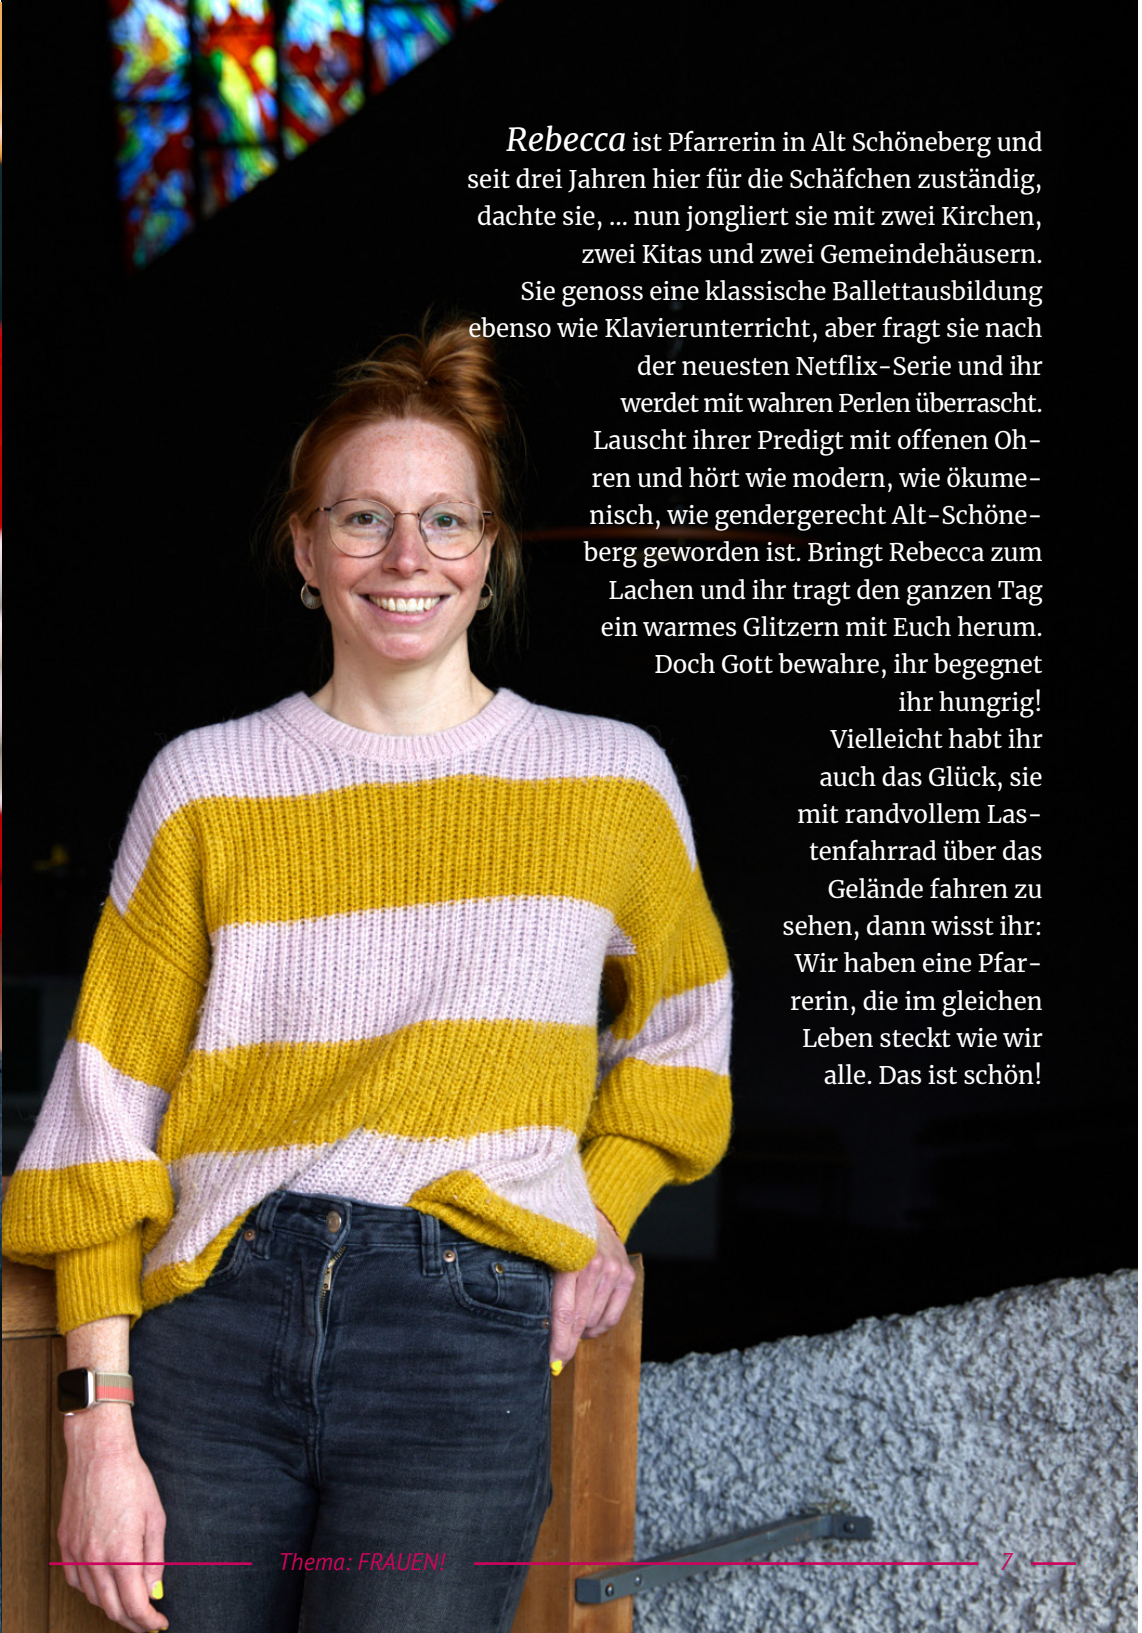 Rebecca ist Pfarrerin in Alt Schöneberg und
seit drei Jahren hier für die Schäfchen zuständig,
dachte sie, ... nun jongliert sie mit zwei Kirchen,
zwei Kitas und zwei Gemeindehäusern.
Sie genoss eine klassische Ballettausbildung
ebenso wie Klavierunterricht, aber fragt sie nach
der neuesten Netflix-Serie und ihr
werdet mit wahren Perlen überrascht.
Lauscht ihrer Predigt mit offenen Oh-
ren und hört wie modern, wie ökume-
nisch, wie gendergerecht Alt-Schöne-
berg geworden ist. Bringt Rebecca zum
Lachen und ihr tragt den ganzen Tag
ein warmes Glitzern mit Euch herum.
Doch Gott bewahre, ihr begegnet
ihr hungrig!
Vielleicht habt ihr
auch das Glück, sie
mit randvollem Las-
tenfahrrad über das
Gelände fahren zu
sehen, dann wisst ihr:
Wir haben eine Pfar-
rerin, die im gleichen
Leben steckt wie wir
alle. Das ist schön!
Thema: FRAUEN!
7